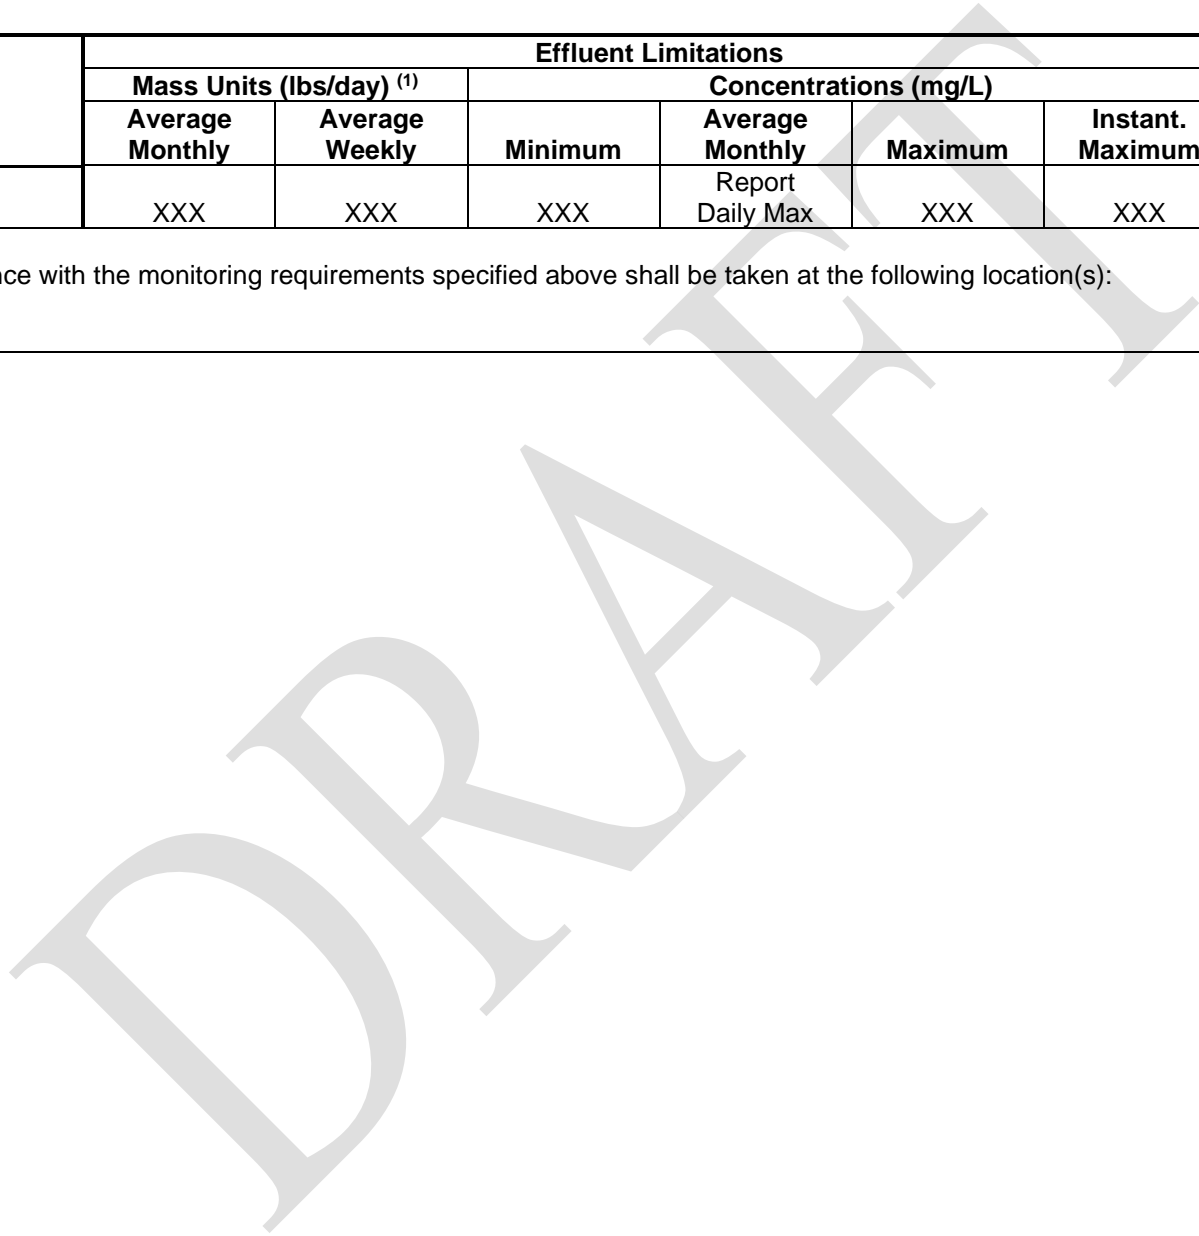 Effluent Limitations
Mass Units (lbs/day) (1) Concentrations (mg/L)
Average Monthly Average Weekly Minimum Average Monthly Maximum Instant. Maximum
XXX XXX XXX Report Daily Max XXX XXX
with the monitoring requirements specified above shall be taken at the following location(s):
DRAFT